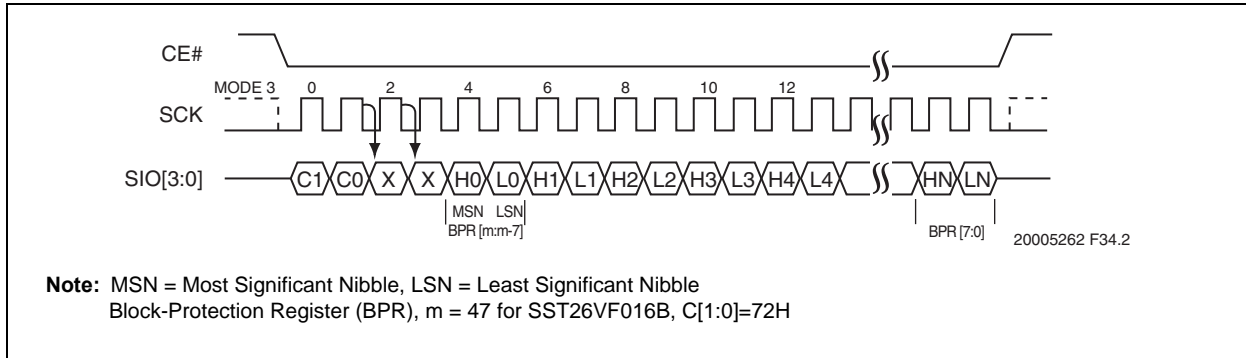 CE#
MODE 3 0 2 4 6 8 10 12
SCK
SIO[3:0] C1 C0 X X H0 L0 H1 L1 H2 L2 H3 L3 H4 L4 HN LN
MSN LSN
BPR [m:m-7] BPR [7:0]
20005262 F34.2
Note: MSN = Most Significant Nibble, LSN = Least Significant Nibble
Block-Protection Register (BPR), m = 47 for SST26VF016B, C[1:0]=72H